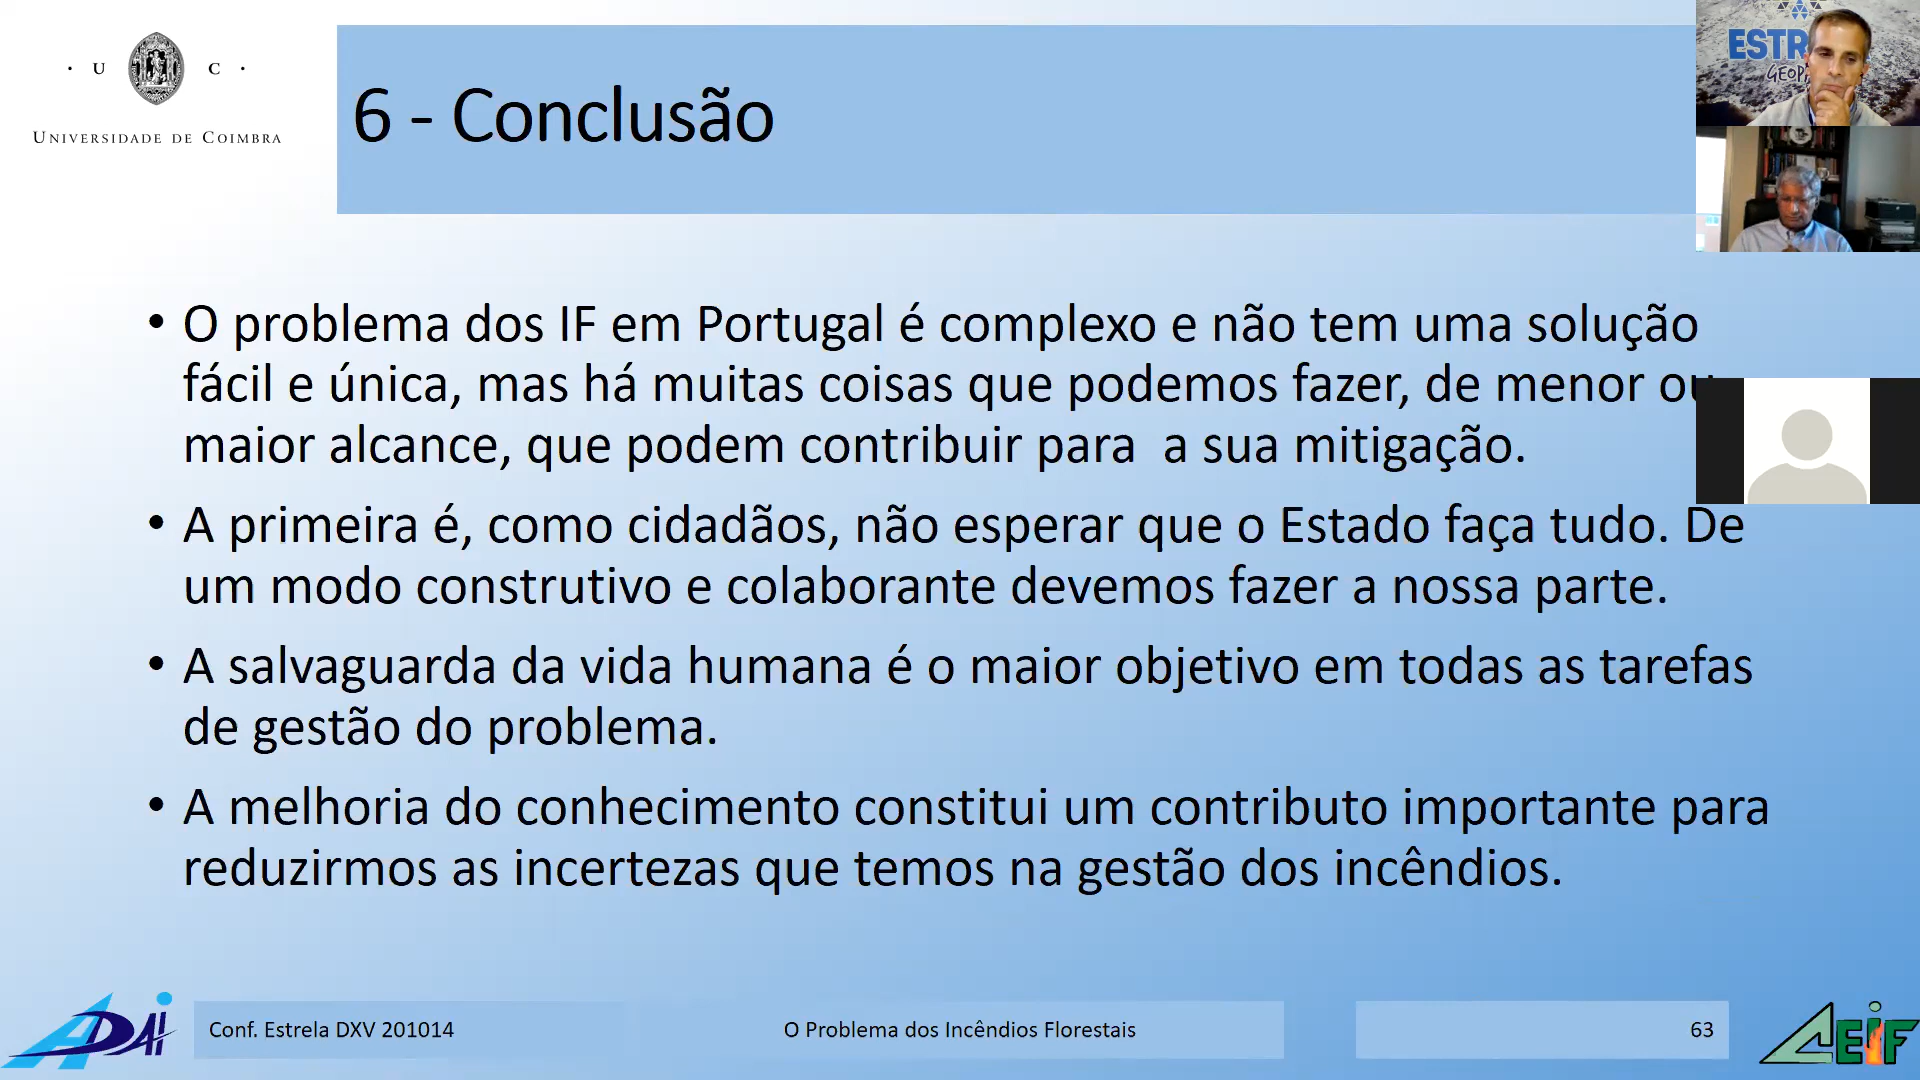 · U C ·
UNIVERSIDADE DE COIMBRA
6 - Conclusão
ESTR
GEOP
• O problema dos IF em Portugal é complexo e não tem uma solução
fácil e única, mas há muitas coisas que podemos fazer, de menor ou
maior alcance, que podem contribuir para a sua mitigação.
• A primeira é, como cidadãos, não esperar que o Estado faça tudo. De
um modo construtivo e colaborante devemos fazer a nossa parte.
• A salvaguarda da vida humana é o maior objetivo em todas as tarefas
de gestão do problema.
• A melhoria do conhecimento constitui um contributo importante para
reduzirmos as incertezas que temos na gestão dos incêndios.
ADAI
Conf. Estrela DXV 201014
O Problema dos Incêndios Florestais
63
CEIF